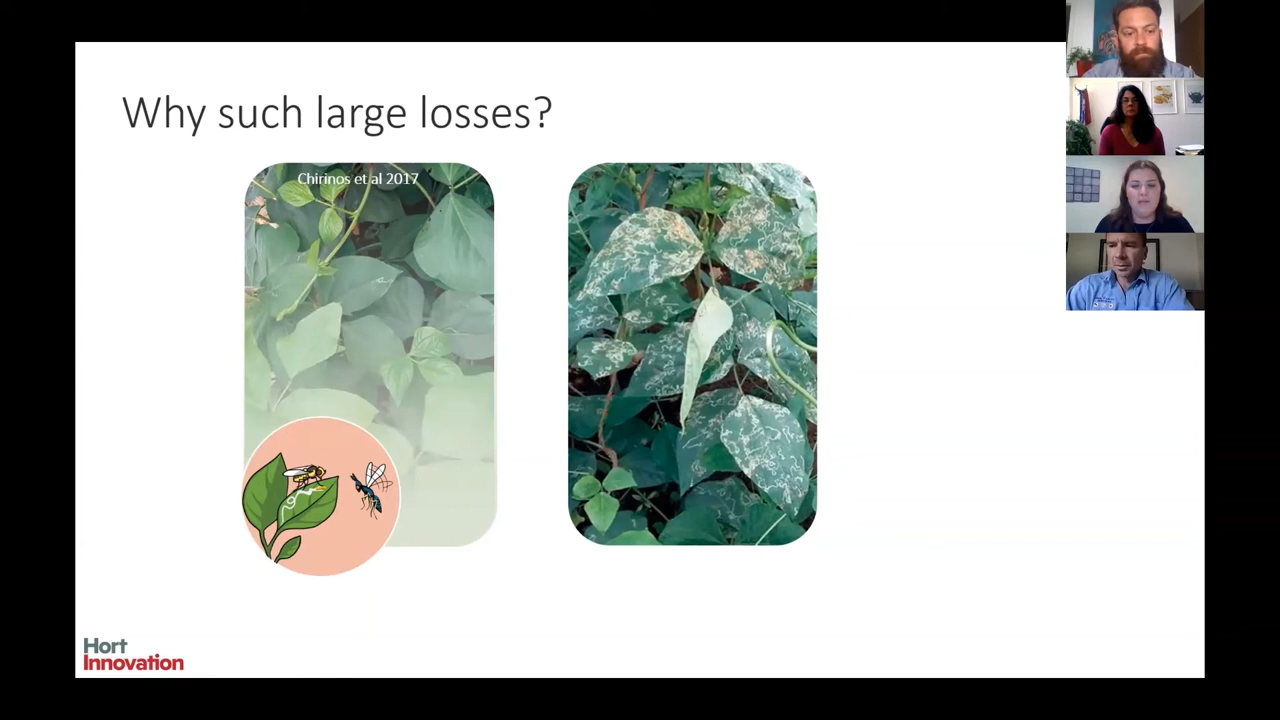 Why such large losses?
Chirinos et al 2017
Hort
Innovation